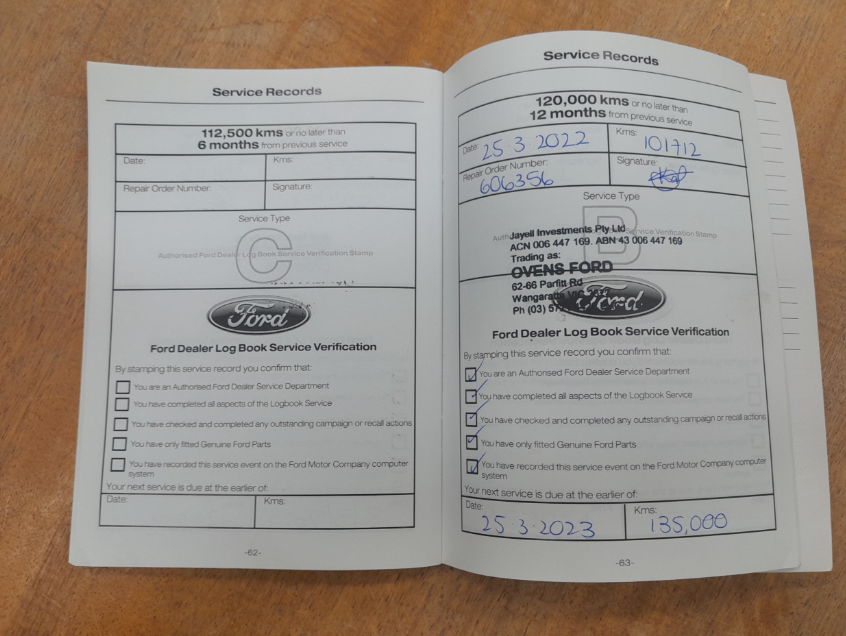 Service Records
112,500 kms or no later than
6 months from previous service
Date:
Kms:
Repair Order Number:
Signature:
Service Type
C
Authorised Ford Dealer Log Book Service Verification Stamp
Ford
Ford Dealer Log Book Service Verification
By stamping this service record you confirm that:
You are an Authorised Ford Dealer Service Department
You have completed all aspects of the Logbook Service
You have checked and completed any outstanding campaign or recall actions
You have only fitted Genuine Ford Parts
You have recorded this service event on the Ford Motor Company computer
system
Your next service is due at the earlier of:
Date:
Kms:
-62-
Service Records
120,000 kms or no later than
12 months from previous service
Date: 25 3 2022
Kms: 101712
Repair Order Number:
606356
Signature:
Service Type
B
Service Verification Stamp
Jayell Investments Pty Ltd
ACN 006 447 169. ABN 43 006 447 169
Trading as:
OVENS FORD
62-66 Parfitt Rd
Wangaratta VIC
Ph (03)
Ford
Ford Dealer Log Book Service Verification
By stamping this service record you confirm that:
You are an Authorised Ford Dealer Service Department
You have completed all aspects of the Logbook Service
You have checked and completed any outstanding campaign or recall actions
You have only fitted Genuine Ford Parts
You have recorded this service event on the Ford Motor Company computer
system
Your next service is due at the earlier of:
Date:
25.3.2023
Kms:
135,000
-63-